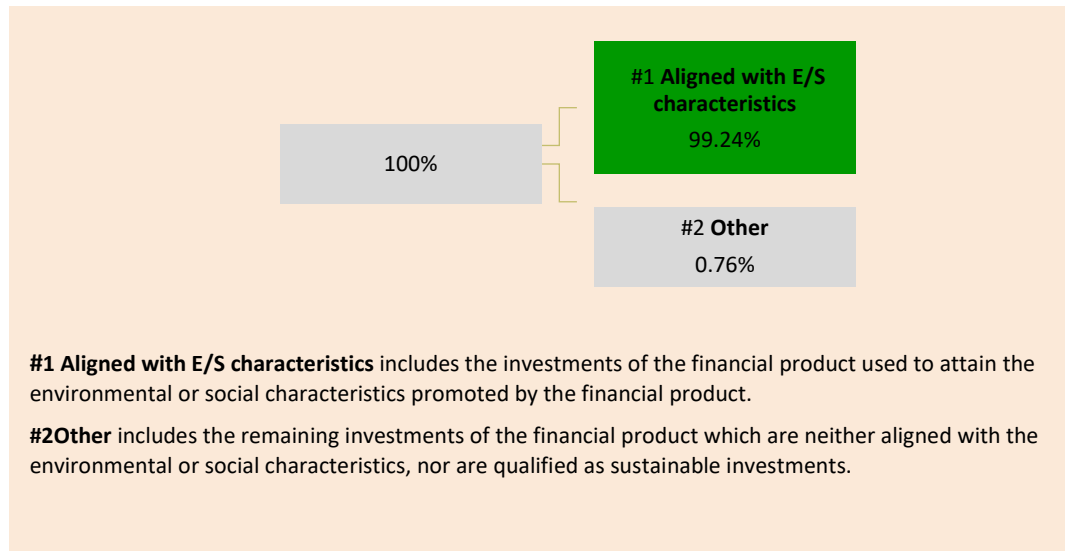 #1 Aligned with E/S
characteristics
99.24%
100%
#2 Other
0.76%
#1 Aligned with E/S characteristics includes the investments of the financial product used to attain the
environmental or social characteristics promoted by the financial product.
#2Other includes the remaining investments of the financial product which are neither aligned with the
environmental or social characteristics, nor are qualified as sustainable investments.